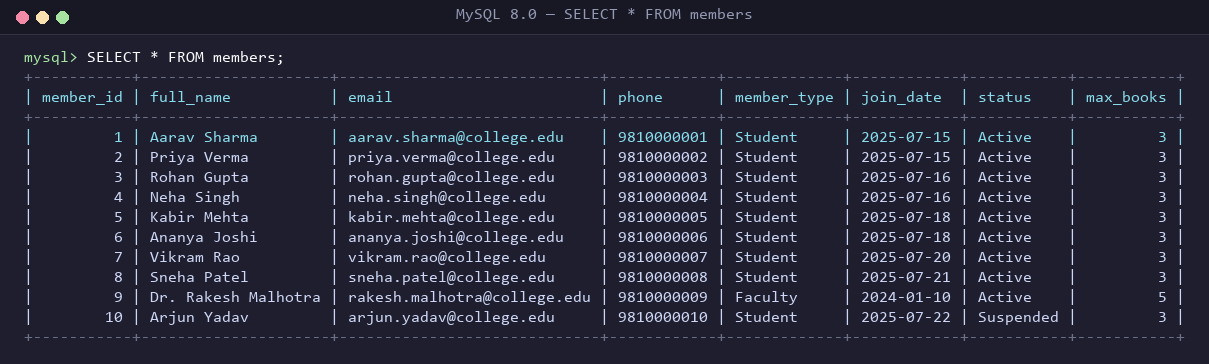 MySQL 8.0 — SELECT * FROM members
mysql> SELECT * FROM members;
+-----------+---------------------+-----------------------------+------------+-------------+------------+-----------+-----------+
| member_id | full_name           | email                       | phone      | member_type | join_date  | status    | max_books |
+-----------+---------------------+-----------------------------+------------+-------------+------------+-----------+-----------+
|         1 | Aarav Sharma        | aarav.sharma@college.edu    | 9810000001 | Student     | 2025-07-15 | Active    |         3 |
|         2 | Priya Verma         | priya.verma@college.edu     | 9810000002 | Student     | 2025-07-15 | Active    |         3 |
|         3 | Rohan Gupta         | rohan.gupta@college.edu     | 9810000003 | Student     | 2025-07-16 | Active    |         3 |
|         4 | Neha Singh          | neha.singh@college.edu      | 9810000004 | Student     | 2025-07-16 | Active    |         3 |
|         5 | Kabir Mehta         | kabir.mehta@college.edu     | 9810000005 | Student     | 2025-07-18 | Active    |         3 |
|         6 | Ananya Joshi        | ananya.joshi@college.edu    | 9810000006 | Student     | 2025-07-18 | Active    |         3 |
|         7 | Vikram Rao          | vikram.rao@college.edu      | 9810000007 | Student     | 2025-07-20 | Active    |         3 |
|         8 | Sneha Patel         | sneha.patel@college.edu     | 9810000008 | Student     | 2025-07-21 | Active    |         3 |
|         9 | Dr. Rakesh Malhotra | rakesh.malhotra@college.edu | 9810000009 | Faculty     | 2024-01-10 | Active    |         5 |
|        10 | Arjun Yadav         | arjun.yadav@college.edu     | 9810000010 | Student     | 2025-07-22 | Suspended |         3 |
+-----------+---------------------+-----------------------------+------------+-------------+------------+-----------+-----------+